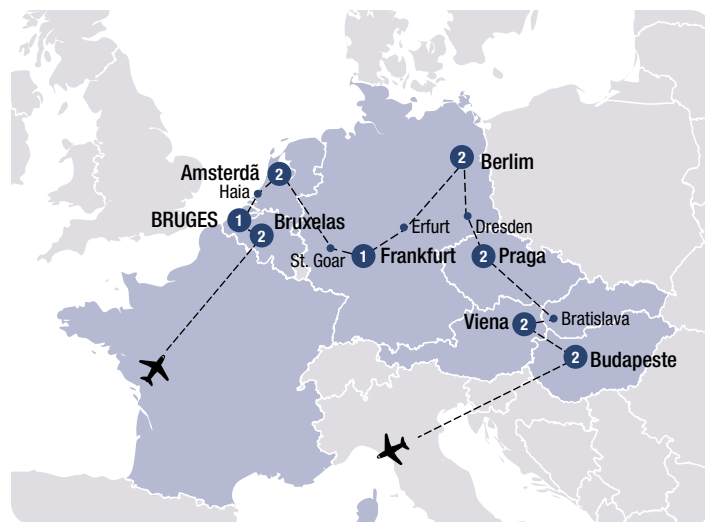 2
Berlim
Amsterdã
2
Haia
BRUGES
1
Bruxelas
2
Erfurt
Dresden
St. Goar
1
Frankfurt
2
Praga
Viena
2
Bratislava
2
Budapeste